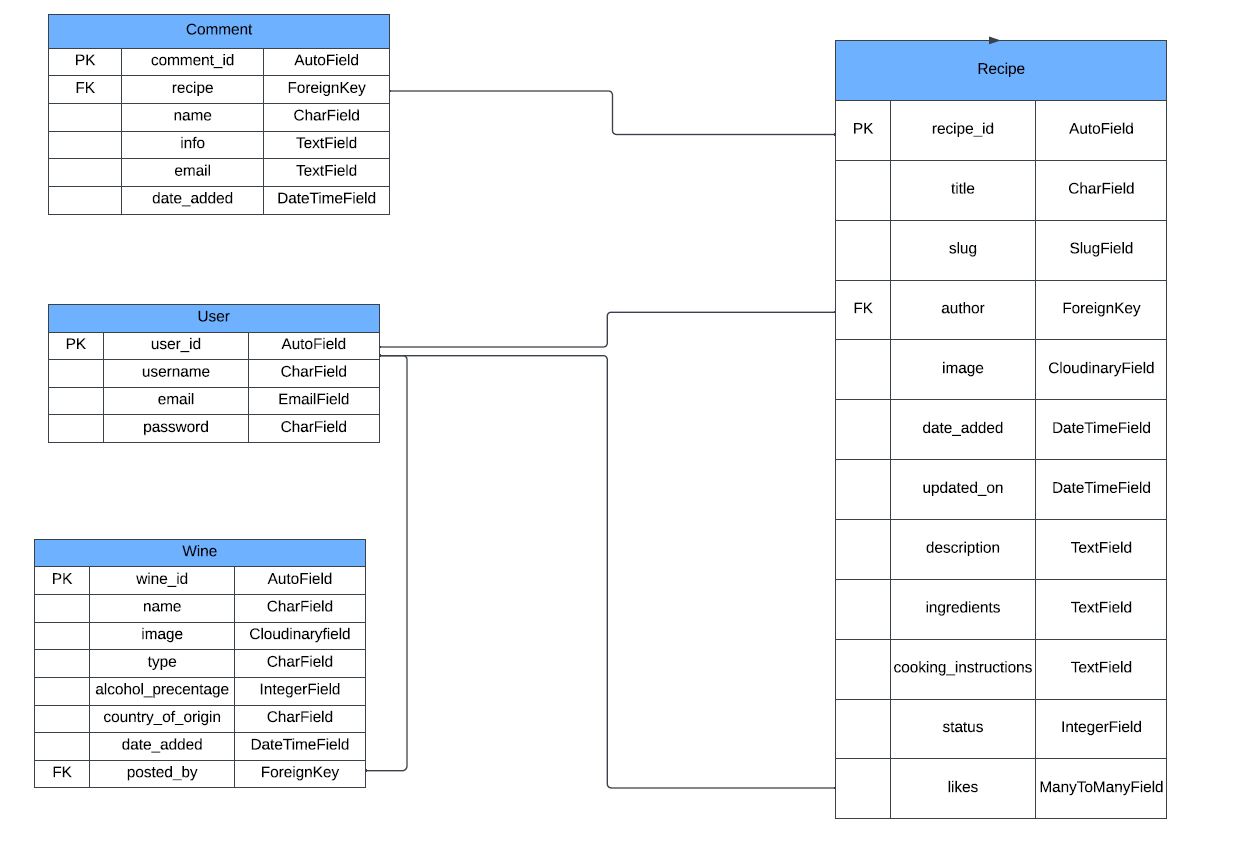 Comment
PK comment_id AutoField
FK recipe ForeignKey
name CharField
info TextField
email TextField
date_added DateTimeField
User
PK user_id AutoField
username CharField
email EmailField
password CharField
Wine
PK wine_id AutoField
name CharField
image Cloudinaryfield
type CharField
alcohol_precentage IntegerField
country_of_origin CharField
date_added DateTimeField
FK posted_by ForeignKey
Recipe
PK recipe_id AutoField
title CharField
slug SlugField
FK author ForeignKey
image CloudinaryField
date_added DateTimeField
updated_on DateTimeField
description TextField
ingredients TextField
cooking_instructions TextField
status IntegerField
likes ManyToManyField